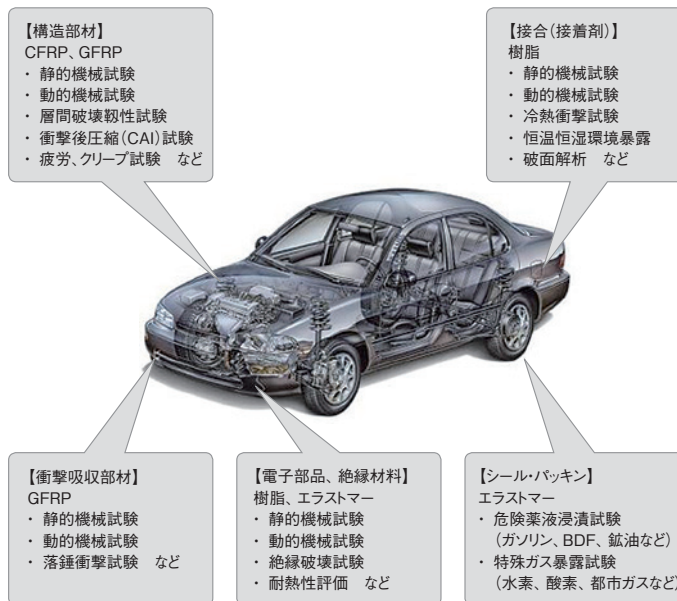 【構造部材】
CFRP、GFRP
・ 静的機械試験
・ 動的機械試験
・ 層間破壊靱性試験
・ 衝撃後圧縮(CAI)試験
・ 疲労、クリープ試験　など
【接合(接着剤)】
樹脂
・ 静的機械試験
・ 動的機械試験
・ 冷熱衝撃試験
・ 恒温恒湿環境暴露
・ 破面解析　など
【衝撃吸収部材】
GFRP
・ 静的機械試験
・ 動的機械試験
・ 落錘衝撃試験　など
【電子部品、絶縁材料】
樹脂、エラストマー
・ 静的機械試験
・ 動的機械試験
・ 絶縁破壊試験
・ 耐熱性評価　など
【シール・パッキン】
エラストマー
・ 危険薬液浸漬試験
(ガソリン、BDF、鉱油など)
・ 特殊ガス暴露試験
(水素、酸素、都市ガスなど)